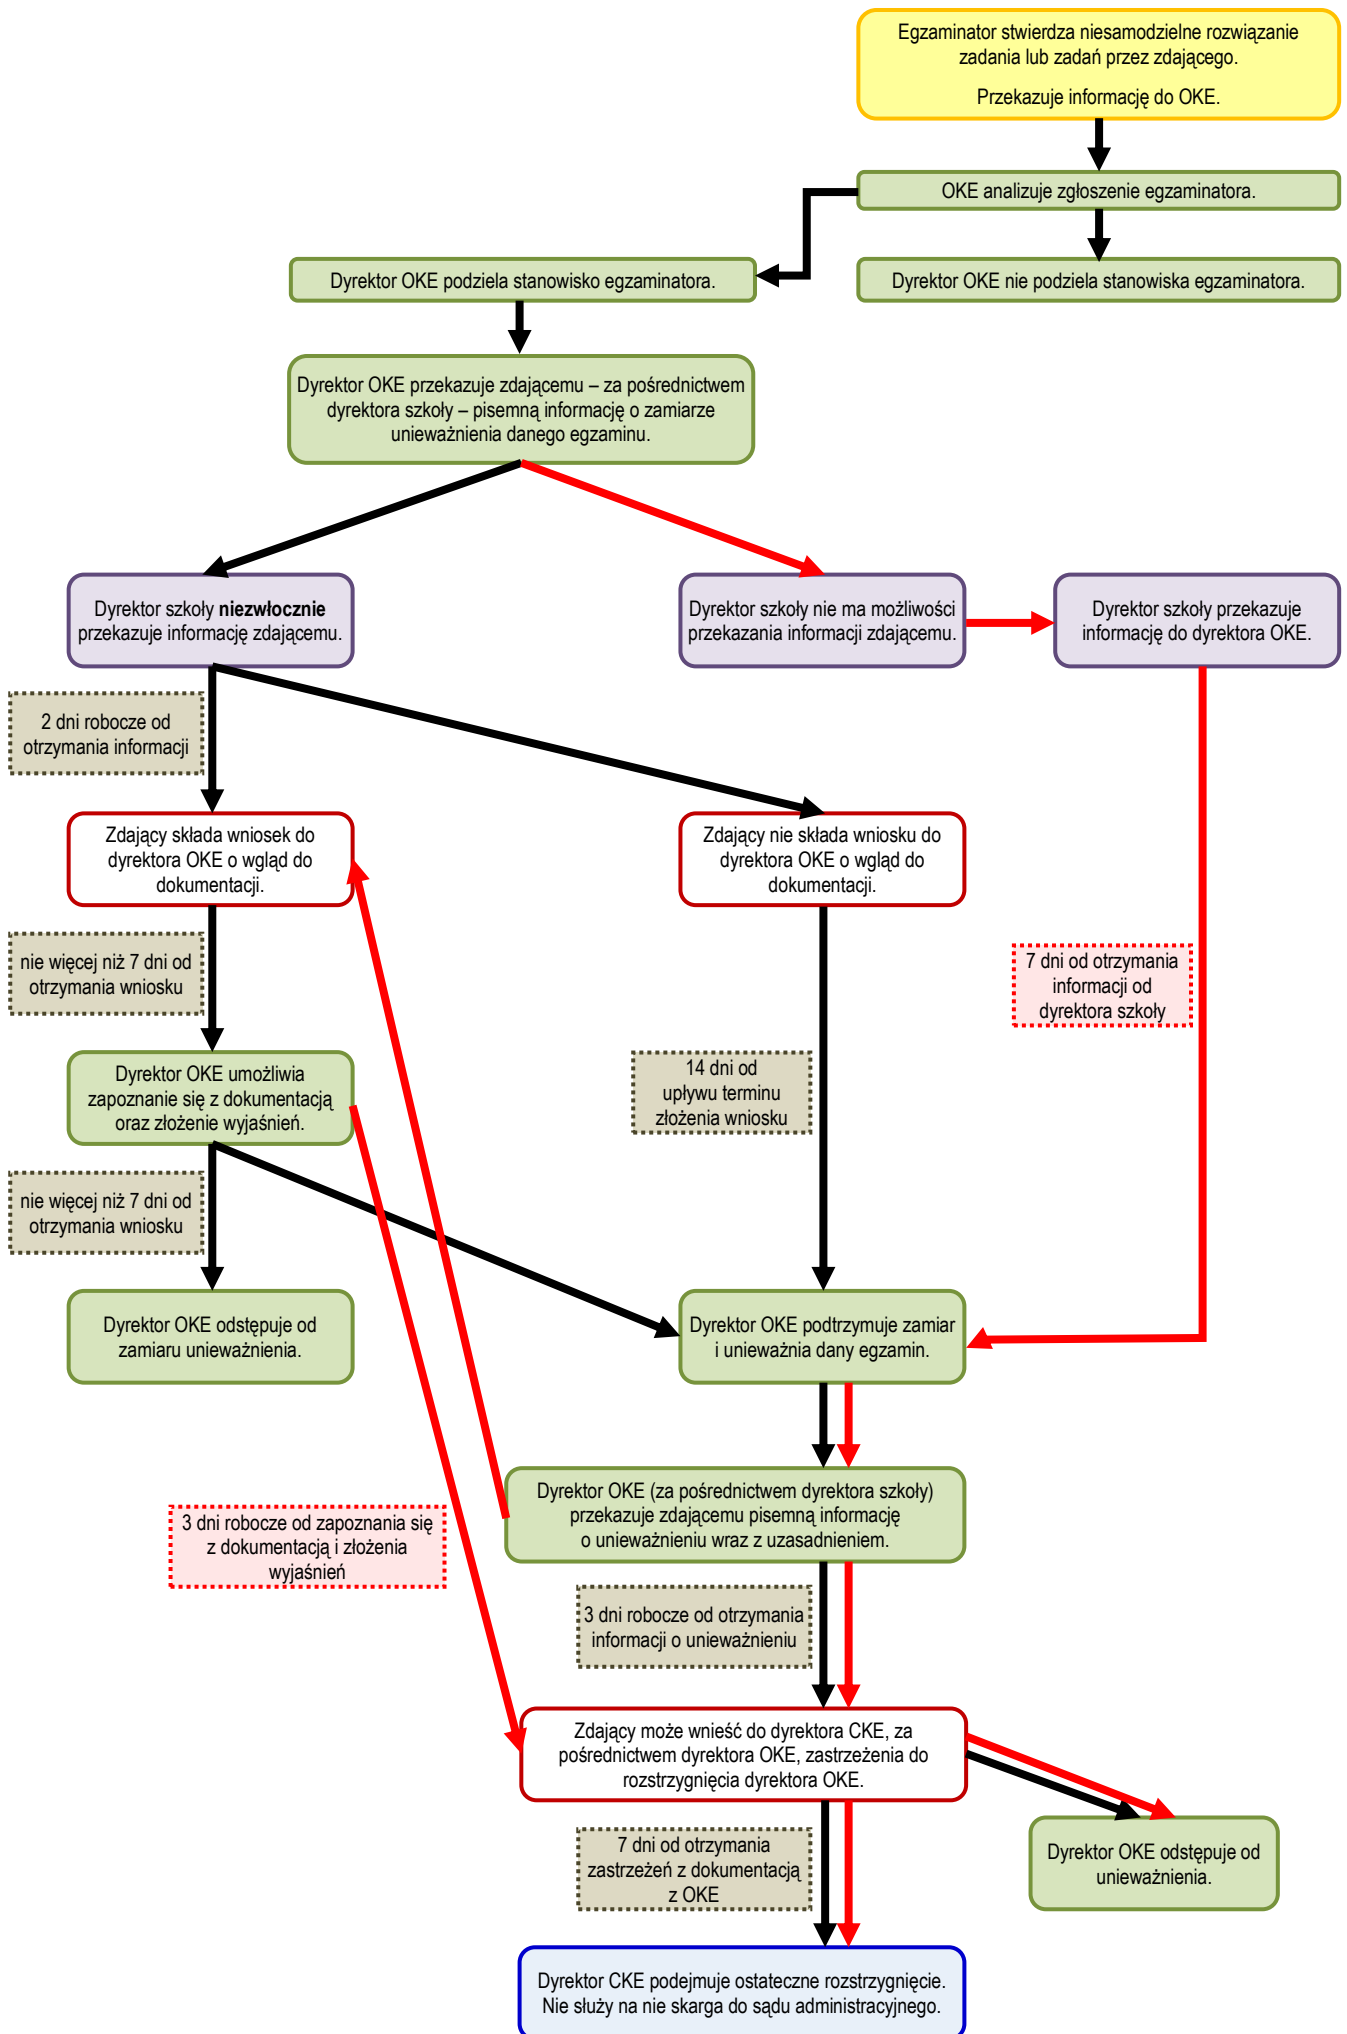 Egzaminator stwierdza niesamodzielne rozwiązanie
zadania lub zadań przez zdającego.
Przekazuje informację do OKE.
OKE analizuje zgłoszenie egzaminatora.
Dyrektor OKE podziela stanowisko egzaminatora.
Dyrektor OKE nie podziela stanowiska egzaminatora.
Dyrektor OKE przekazuje zdającemu – za pośrednictwem
dyrektora szkoły – pisemną informację o zamiarze
unieważnienia danego egzaminu.
Dyrektor szkoły niezwłocznie
przekazuje informację zdającemu.
Dyrektor szkoły nie ma możliwości
przekazania informacji zdającemu.
Dyrektor szkoły przekazuje
informację do dyrektora OKE.
2 dni robocze od
otrzymania informacji
Zdający składa wniosek do
dyrektora OKE o wgląd do
dokumentacji.
Zdający nie składa wniosku do
dyrektora OKE o wgląd do
dokumentacji.
nie więcej niż 7 dni od
otrzymania wniosku
7 dni od otrzymania
informacji od
dyrektora szkoły
Dyrektor OKE umożliwia
zapoznanie się z dokumentacją
oraz złożenie wyjaśnień.
14 dni od
upływu terminu
złożenia wniosku
nie więcej niż 7 dni od
otrzymania wniosku
Dyrektor OKE odstępuje od
zamiaru unieważnienia.
Dyrektor OKE podtrzymuje zamiar
i unieważnia dany egzamin.
Dyrektor OKE (za pośrednictwem dyrektora szkoły)
przekazuje zdającemu pisemną informację
o unieważnieniu wraz z uzasadnieniem.
3 dni robocze od zapoznania się
z dokumentacją i złożenia
wyjaśnień
3 dni robocze od otrzymania
informacji o unieważnieniu
Zdający może wnieść do dyrektora CKE, za
pośrednictwem dyrektora OKE, zastrzeżenia do
rozstrzygnięcia dyrektora OKE.
7 dni od otrzymania
zastrzeżeń z dokumentacją
z OKE
Dyrektor OKE odstępuje od
unieważnienia.
Dyrektor CKE podejmuje ostateczne rozstrzygnięcie.
Nie służy na nie skarga do sądu administracyjnego.